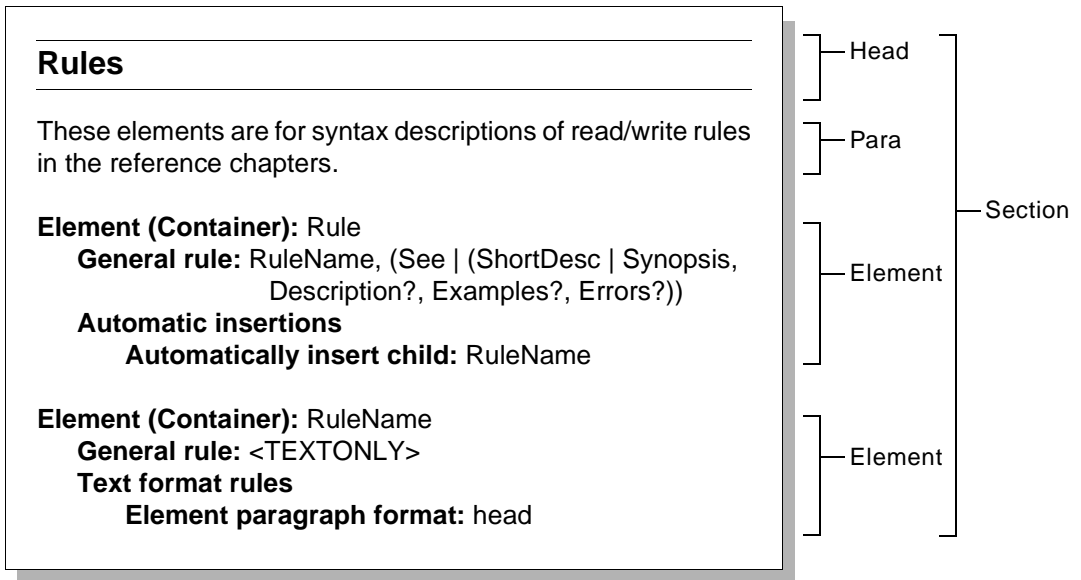 Rules
These elements are for syntax descriptions of read/write rules
in the reference chapters.
Element (Container): Rule
General rule: RuleName, (See | (ShortDesc | Synopsis,
Description?, Examples?, Errors?))
Automatic insertions
Automatically insert child: RuleName
Element (Container): RuleName
General rule: <TEXTONLY>
Text format rules
Element paragraph format: head
Head
Para
Element
Element
Section